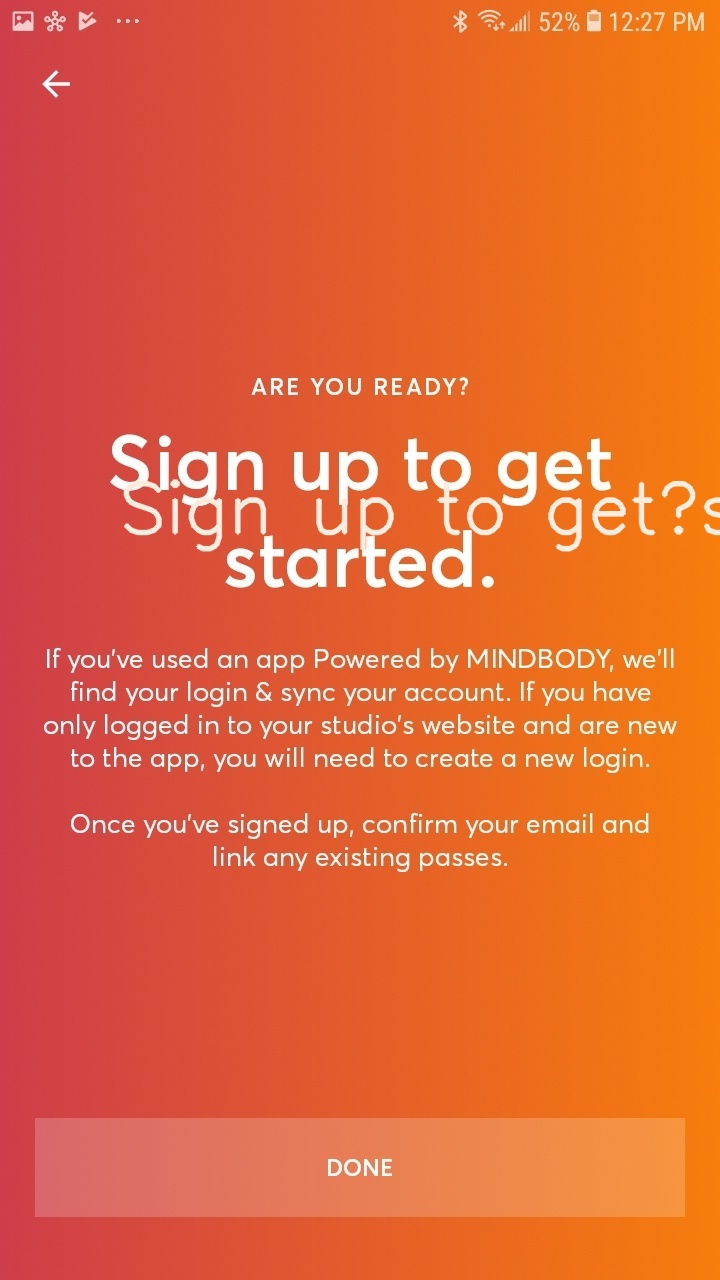 52% 12:27 PM
ARE YOU READY?
Sign up to get
Sign up to get?s
started.
If you've used an app Powered by MINDBODY, we'll
find your login & sync your account. If you have
only logged in to your studio's website and are new
to the app, you will need to create a new login.
Once you've signed up, confirm your email and
link any existing passes.
DONE